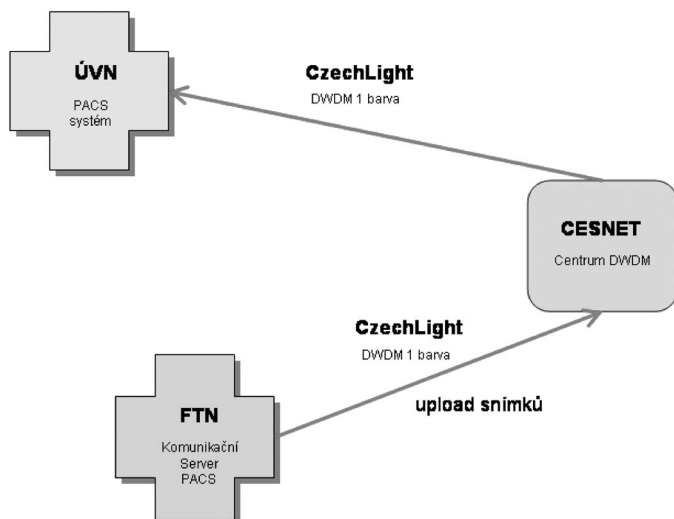 ÚVN
PACS
systém
CzechLight
DWDM 1 barva
CESNET
Centrum DWDM
CzechLight
DWDM 1 barva
upload snímků
FTN
Komunikační
Server
PACS